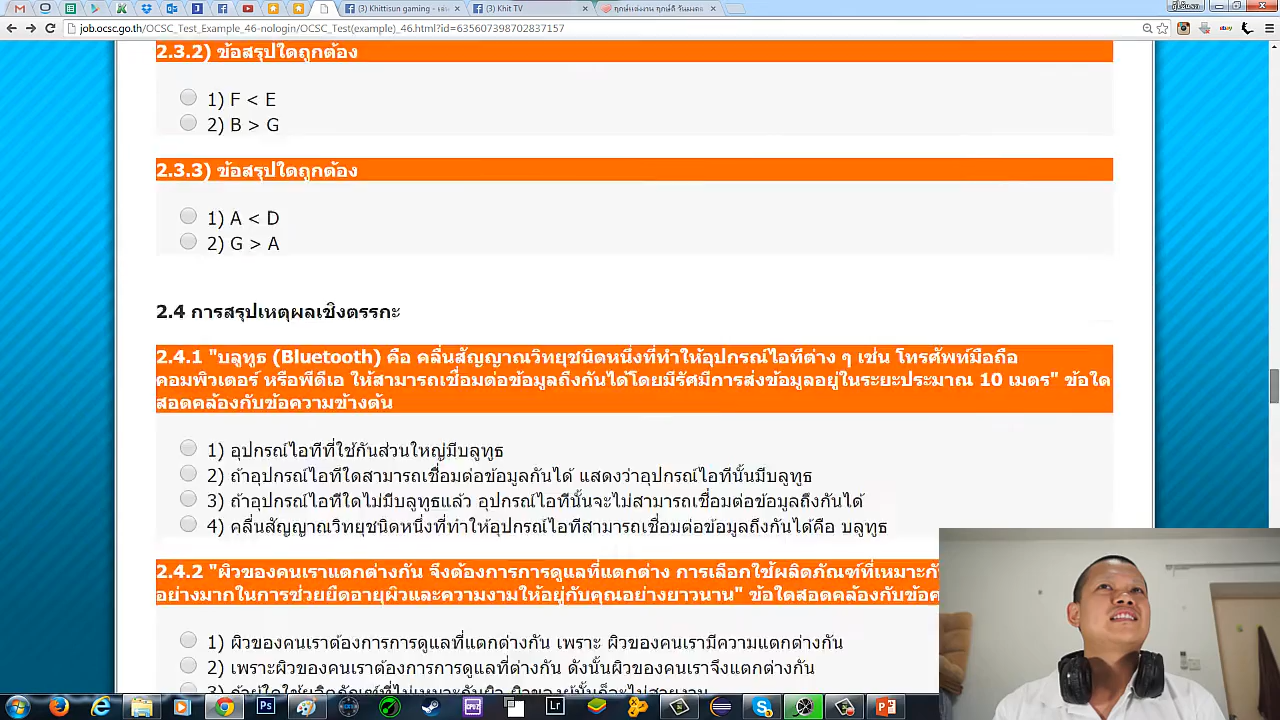 (3) Khittisun gaming - เ
(3) Khit TV
ฤกษ์แต่งงาน ฤกษ์ดี วันมงคล
job.ocsc.go.th/OCSC_Test_Example_46-nologin/OCSC_Test(example)_46.html?id=635607398702837157
2.3.2) ข้อสรุปใดถูกต้อง
1) F < E
2) B > G
2.3.3) ข้อสรุปใดถูกต้อง
1) A < D
2) G > A
2.4 การสรุปเหตุผลเชิงตรรกะ
2.4.1 "บลูทูธ (Bluetooth) คือ คลื่นสัญญาณวิทยุชนิดหนึ่งที่ทำให้อุปกรณ์ไอทีต่าง ๆ เช่น โทรศัพท์มือถือ
คอมพิวเตอร์ หรือพีดีเอ ให้สามารถเชื่อมต่อข้อมูลถึงกันได้โดยมีรัศมีการส่งข้อมูลอยู่ในระยะประมาณ 10 เมตร" ข้อใด
สอดคล้องกับข้อความข้างต้น
1) อุปกรณ์ไอทีที่ใช้กันส่วนใหญ่มีบลูทูธ
2) ถ้าอุปกรณ์ไอทีใดสามารถเชื่อมต่อข้อมูลกันได้ แสดงว่าอุปกรณ์ไอทีนั้นมีบลูทูธ
3) ถ้าอุปกรณ์ไอทีใดไม่มีบลูทูธแล้ว อุปกรณ์ไอทีนั้นจะไม่สามารถเชื่อมต่อข้อมูลถึงกันได้
4) คลื่นสัญญาณวิทยุชนิดหนึ่งที่ทำให้อุปกรณ์ไอทีสามารถเชื่อมต่อข้อมูลถึงกันได้คือ บลูทูธ
2.4.2 "ผิวของคนเราแตกต่างกัน จึงต้องการการดูแลที่แตกต่าง การเลือกใช้ผลิตภัณฑ์ที่เหมาะกั
อย่างมากในการช่วยยืดอายุผิวและความงามให้อยู่กับคุณอย่างยาวนาน" ข้อใดสอดคล้องกับข้อค
1) ผิวของคนเราต้องการการดูแลที่แตกต่างกัน เพราะ ผิวของคนเรามีความแตกต่างกัน
2) เพราะผิวของคนเราต้องการการดูแลที่ต่างกัน ดังนั้นผิวของคนเราจึงแตกต่างกัน